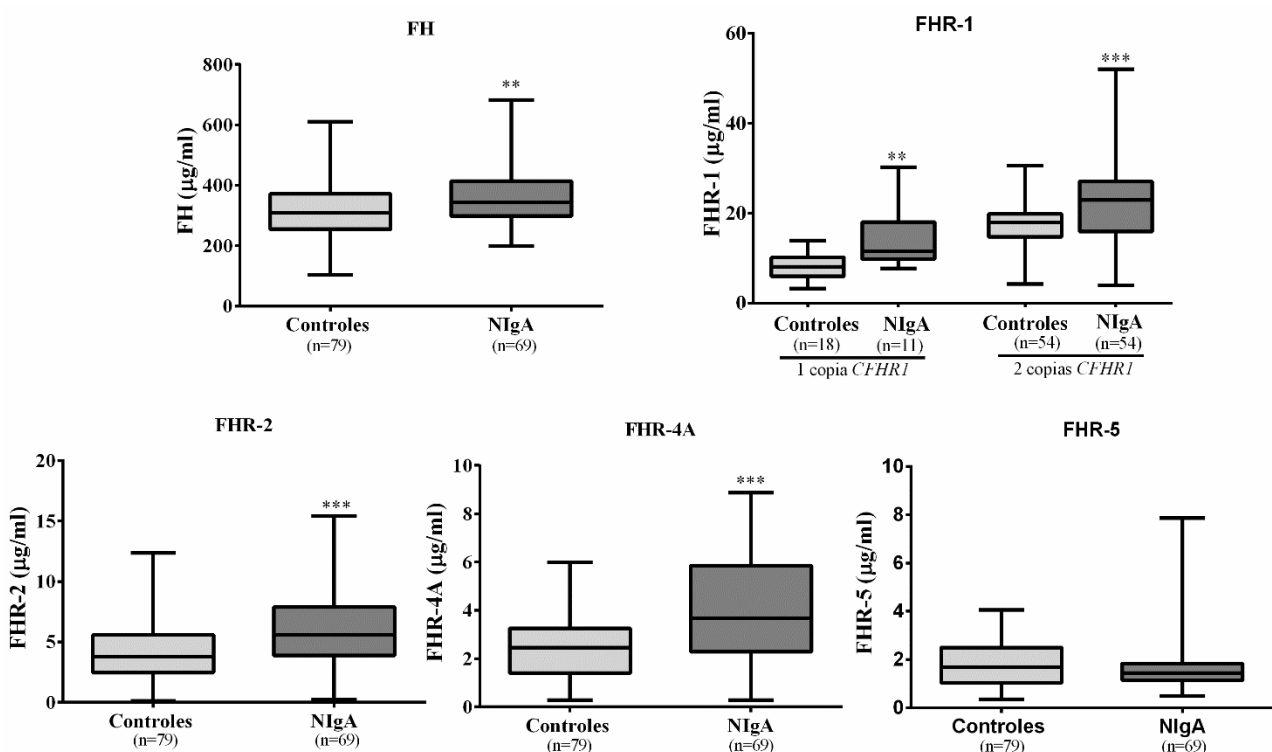 FH
FH (µg/ml)
800
600
400
200
0
**
Controles
(n=79)
NIgA
(n=69)
FHR-1
FHR-1 (µg/ml)
60
40
20
0
**
***
Controles
(n=18)
NIgA
(n=11)
1 copia CFHR1
Controles
(n=54)
NIgA
(n=54)
2 copias CFHR1
FHR-2
FHR-2 (µg/ml)
20
15
10
5
0
***
Controles
(n=79)
NIgA
(n=69)
FHR-4A
FHR-4A (µg/ml)
10
8
6
4
2
0
***
Controles
(n=79)
NIgA
(n=69)
FHR-5
FHR-5 (µg/ml)
10
8
6
4
2
0
Controles
(n=79)
NIgA
(n=69)